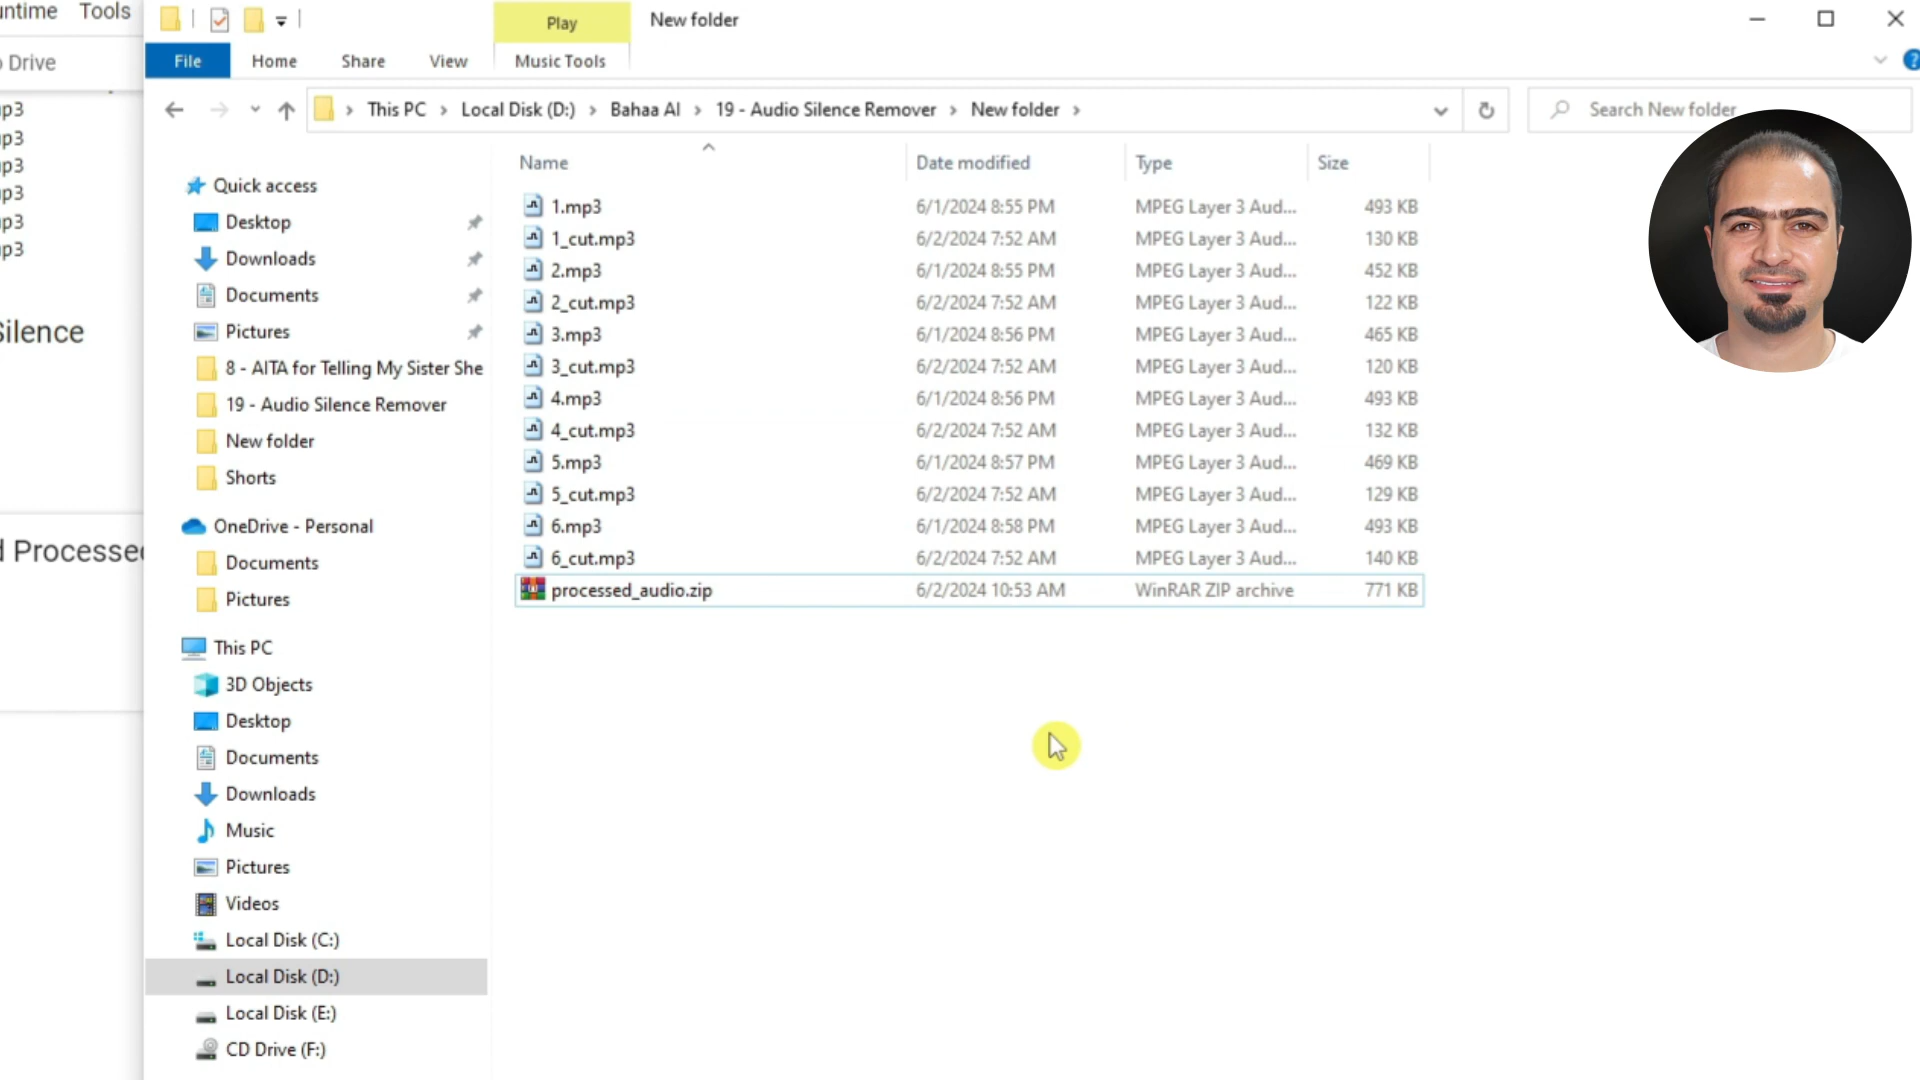 untime Tools
Drive
p3
p3
p3
p3
p3
p3
Silence
d Processed
Play
New folder
File
Home
Share
View
Music Tools
This PC > Local Disk (D:) > Bahaa AI > 19 - Audio Silence Remover > New folder >
Search New folder
Quick access
Desktop
Downloads
Documents
Pictures
8 - AITA for Telling My Sister She
19 - Audio Silence Remover
New folder
Shorts
OneDrive - Personal
Documents
Pictures
This PC
3D Objects
Desktop
Documents
Downloads
Music
Pictures
Videos
Local Disk (C:)
Local Disk (D:)
Local Disk (E:)
CD Drive (F:)
Name Date modified Type Size
1.mp3 6/1/2024 8:55 PM MPEG Layer 3 Aud... 493 KB
1_cut.mp3 6/2/2024 7:52 AM MPEG Layer 3 Aud... 130 KB
2.mp3 6/1/2024 8:55 PM MPEG Layer 3 Aud... 452 KB
2_cut.mp3 6/2/2024 7:52 AM MPEG Layer 3 Aud... 122 KB
3.mp3 6/1/2024 8:56 PM MPEG Layer 3 Aud... 465 KB
3_cut.mp3 6/2/2024 7:52 AM MPEG Layer 3 Aud... 120 KB
4.mp3 6/1/2024 8:56 PM MPEG Layer 3 Aud... 493 KB
4_cut.mp3 6/2/2024 7:52 AM MPEG Layer 3 Aud... 132 KB
5.mp3 6/1/2024 8:57 PM MPEG Layer 3 Aud... 469 KB
5_cut.mp3 6/2/2024 7:52 AM MPEG Layer 3 Aud... 129 KB
6.mp3 6/1/2024 8:58 PM MPEG Layer 3 Aud... 493 KB
6_cut.mp3 6/2/2024 7:52 AM MPEG Layer 3 Aud... 140 KB
processed_audio.zip 6/2/2024 10:53 AM WinRAR ZIP archive 771 KB